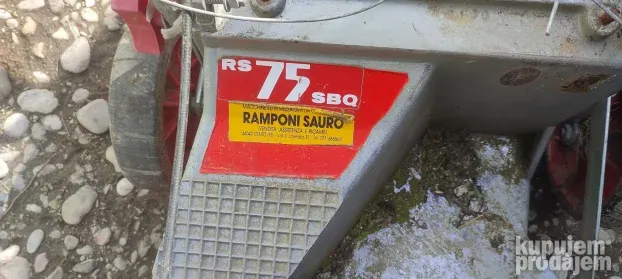 RS 75 SBQ
RAMPONI SAURO
VENDITA ASSISTENZA E RICAMBI
kupujem
prodajem